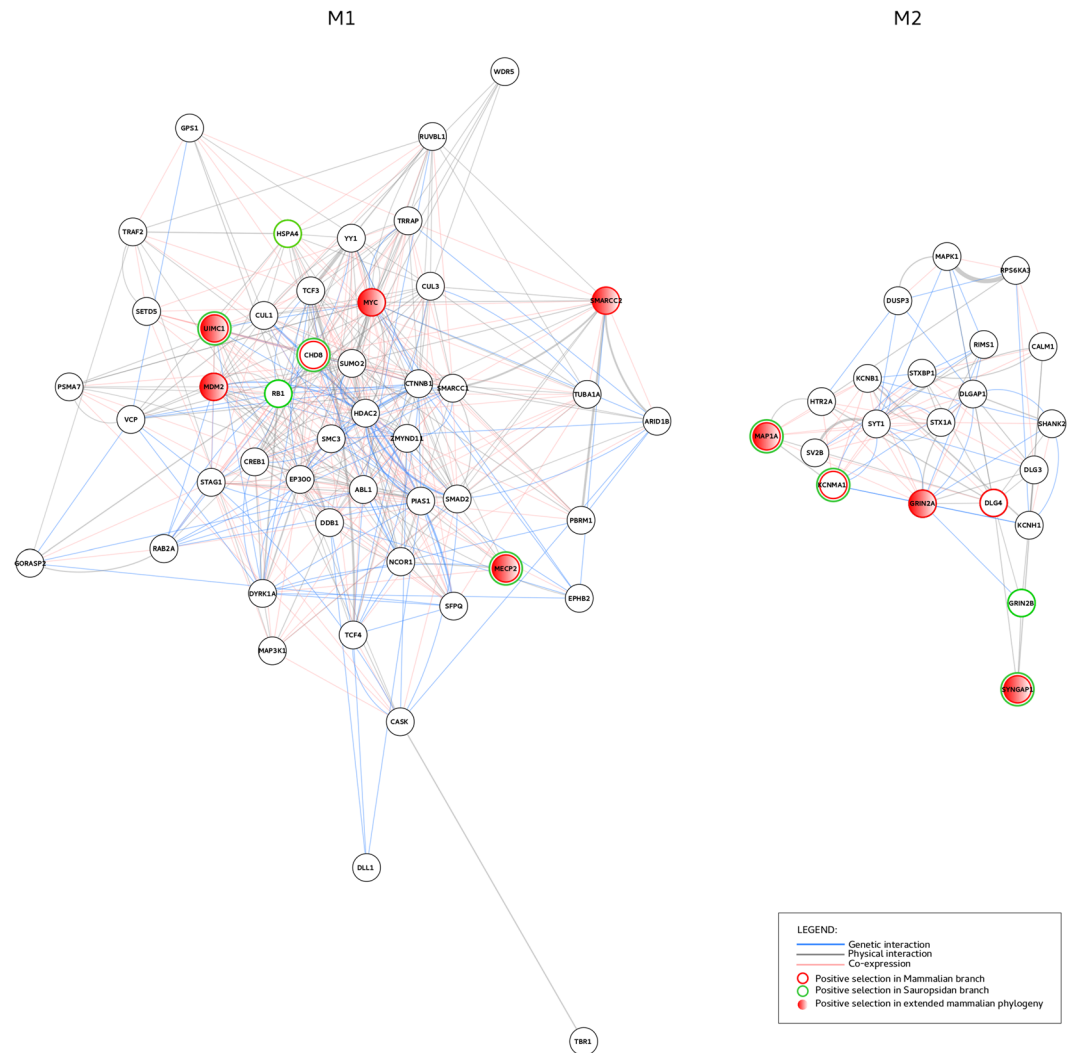 M1
M2
WDR5
GPS1
RUVBL1
TRAF2
HSPA4
YY1
TRRAP
TCF3
CUL3
MYC
SMARCC2
SETD5
CUL1
UIMC1
CHD8
SUMO2
PSMA7
MDM2
RB1
CTNNB1
SMARCC1
TUBA1A
VCP
HDAC2
ARID1B
SMC3
ZMYND11
CREB1
STAG1
EP300
ABL1
PIAS1
SMAD2
DDB1
PBRM1
RAB2A
GORASP2
NCOR1
MECP2
DYRK1A
SFPQ
EPHB2
TCF4
MAP3K1
CASK
DLL1
TBR1
MAPK1
RPS6KA3
DUSP3
RIMS1
CALM1
KCNB1
STXBP1
HTR2A
DLGAP1
SYT1
STX1A
SHANK2
MAP1A
SV2B
DLG3
KCNMA1
GRIN2A
DLG4
KCNH1
GRIN2B
SYNGAP1
LEGEND:
Genetic interaction
Physical interaction
Co-expression
Positive selection in Mammalian branch
Positive selection in Sauropsidan branch
Positive selection in extended mammalian phylogeny